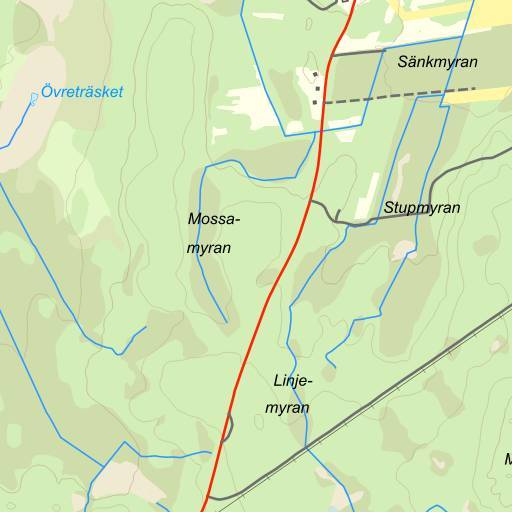 Sänkmyran
Övreträsket
Stupmyran
Mossa-
myran
Linje-
myran
M